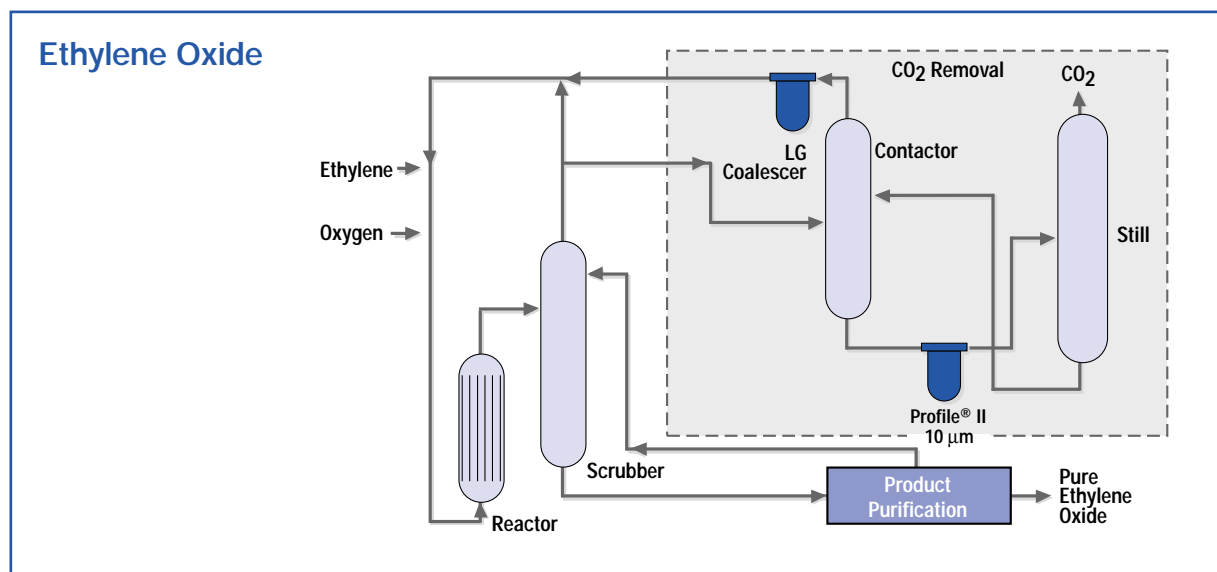 Ethylene Oxide
CO2 Removal
CO2
LG
Coalescer
Contactor
Ethylene
Oxygen
Still
Profile® II
10 μm
Scrubber
Product
Purification
Pure
Ethylene
Oxide
Reactor